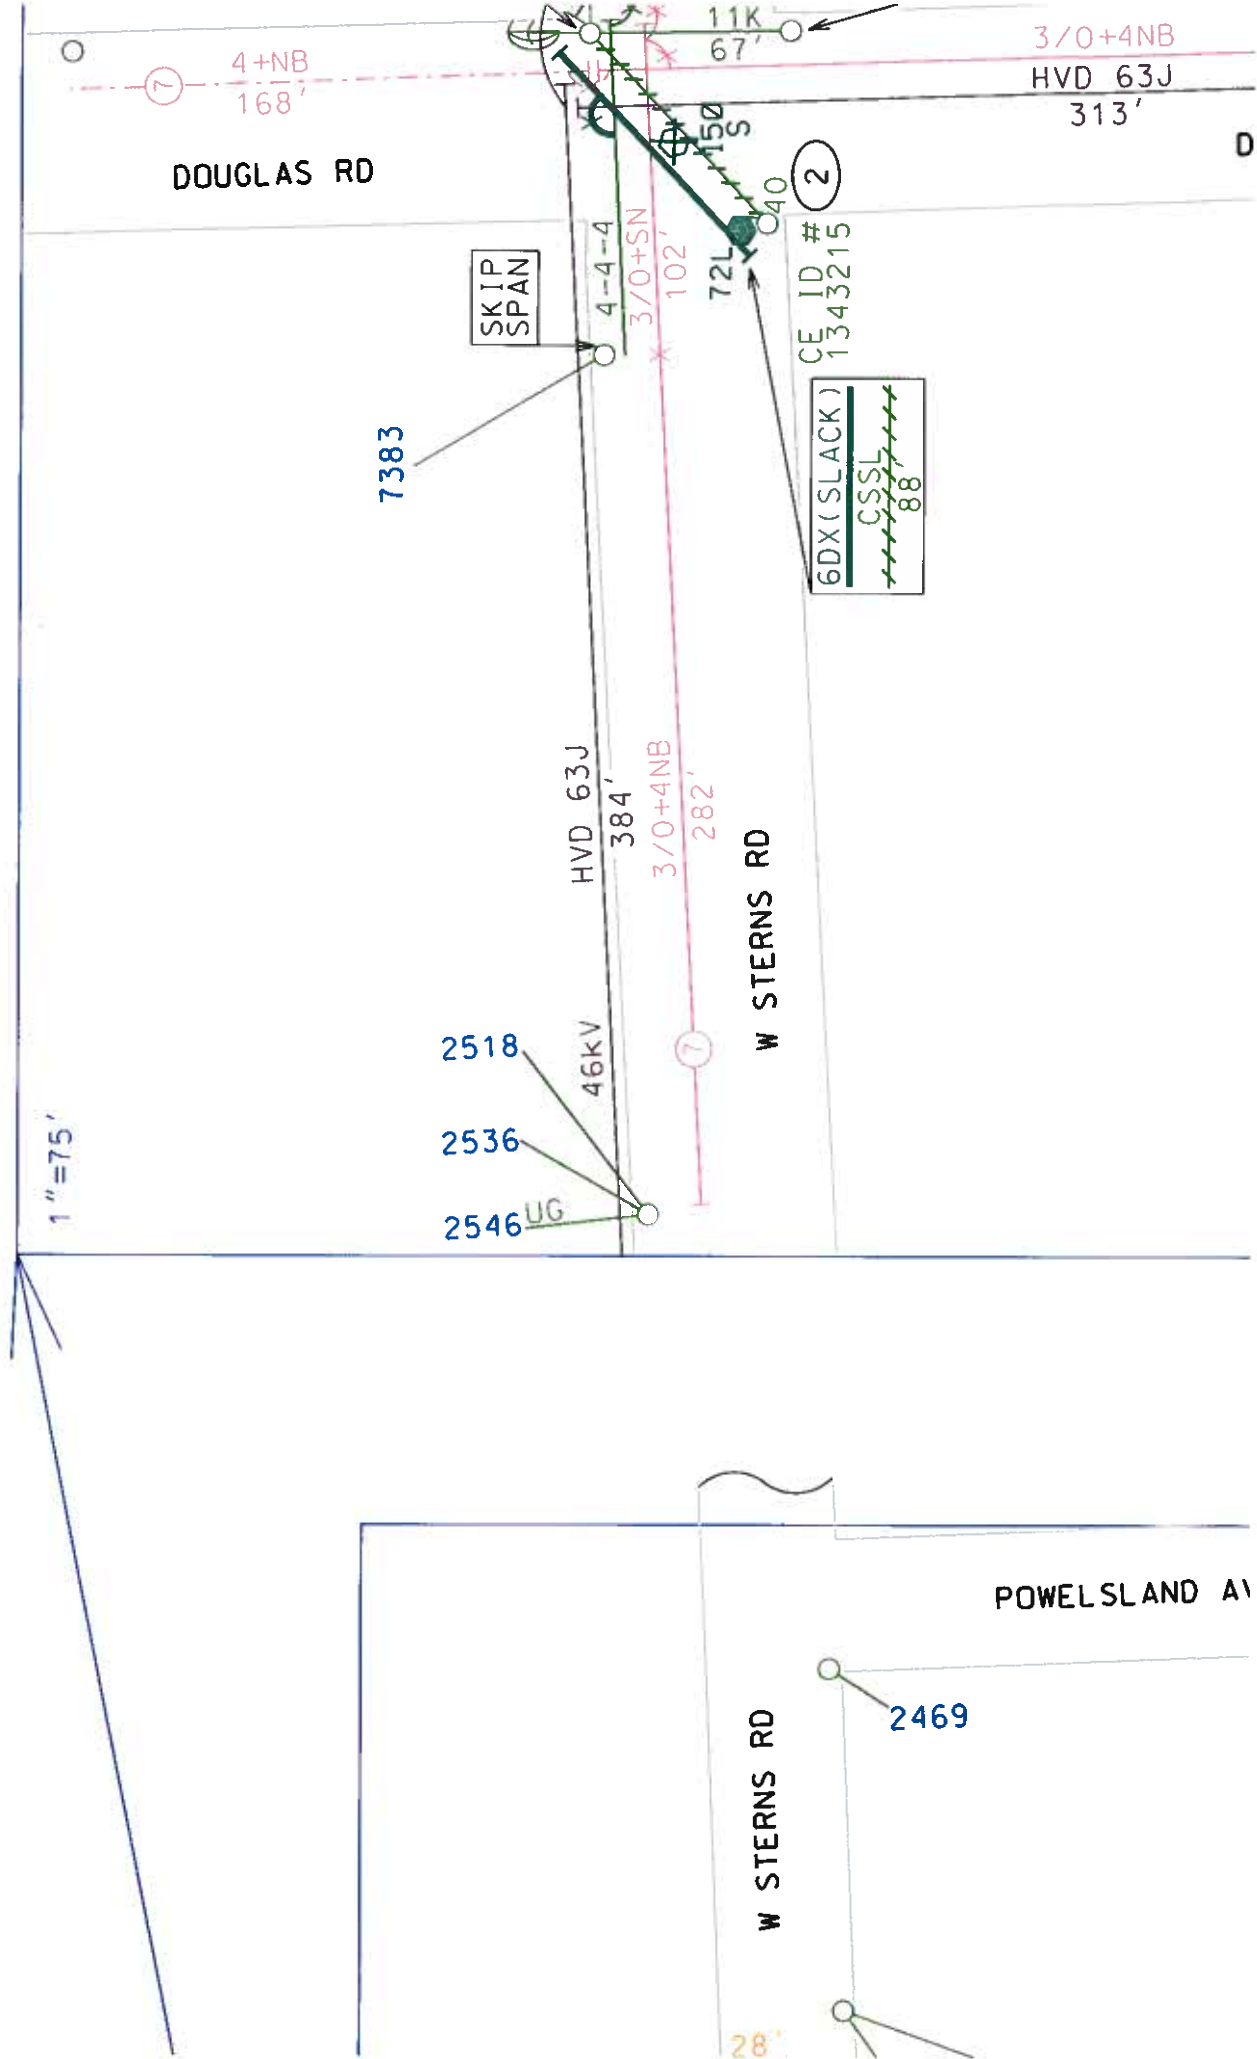 11K
67'
4+NB
168'
3/0+4NB
HVD 63J
313'
DOUGLAS RD
D
150
S
2
40
SKIP
SPAN
4-4-4
3/0+SN
102'
72L
CE ID #
1343215
7383
6DX(SLACK)
CSSL
88'
7
HVD 63J
384'
3/0+4NB
282'
W STERNS RD
46kV
7
2518
2536
2546
UG
1"=75'
POWELSLAND
2469
W STERNS RD
28'